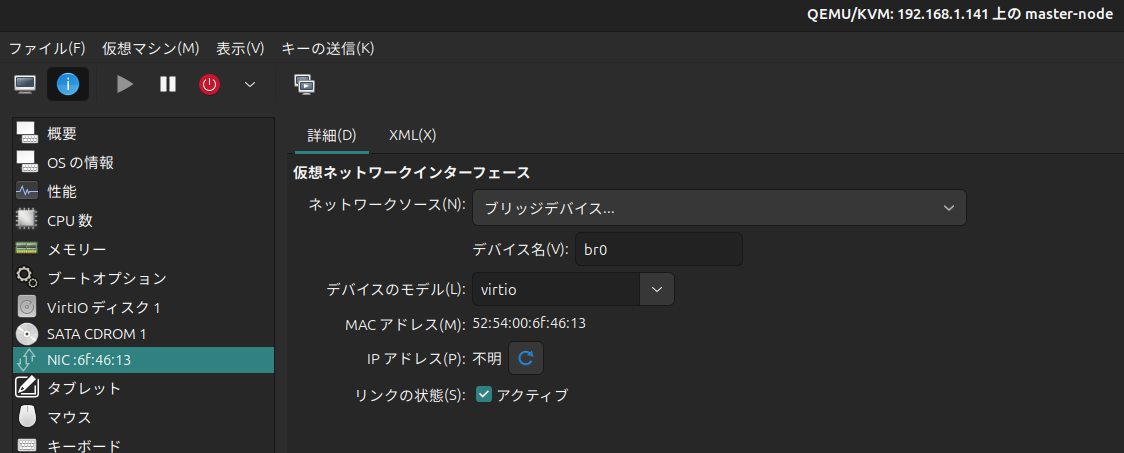 QEMU/KVM: 192.168.1.141 上の master-node
ファイル(F) 仮想マシン(M) 表示(V) キーの送信(K)
概要
OS の情報
性能
CPU 数
メモリー
ブートオプション
VirtIO ディスク 1
SATA CDROM 1
NIC :6f:46:13
タブレット
マウス
キーボード
詳細(D) XML(X)
仮想ネットワークインターフェース
ネットワークソース(N): ブリッジデバイス...
デバイス名(V): br0
デバイスのモデル(L): virtio
MAC アドレス(M): 52:54:00:6f:46:13
IP アドレス(P): 不明
リンクの状態(S): アクティブ